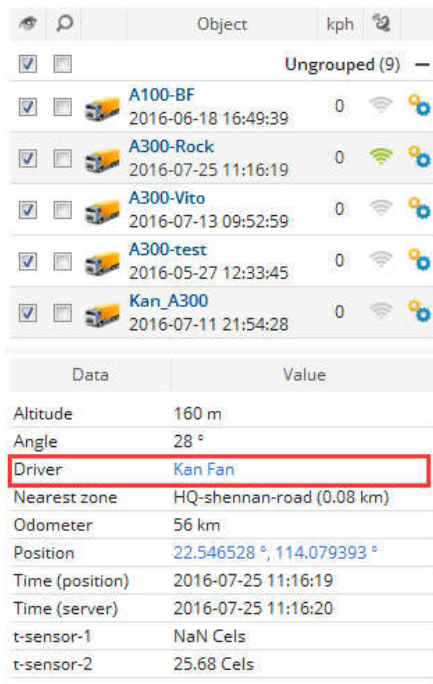 Object kph
Ungrouped (9)
A100-BF
2016-06-18 16:49:39 0
A300-Rock
2016-07-25 11:16:19 0
A300-Vito
2016-07-13 09:52:59 0
A300-test
2016-05-27 12:33:45 0
Kan_A300
2016-07-11 21:54:28 0
Data Value
Altitude 160 m
Angle 28 °
Driver Kan Fan
Nearest zone HQ-shennan-road (0.08 km)
Odometer 56 km
Position 22.546528 °, 114.079393 °
Time (position) 2016-07-25 11:16:19
Time (server) 2016-07-25 11:16:20
t-sensor-1 NaN Cels
t-sensor-2 25.68 Cels